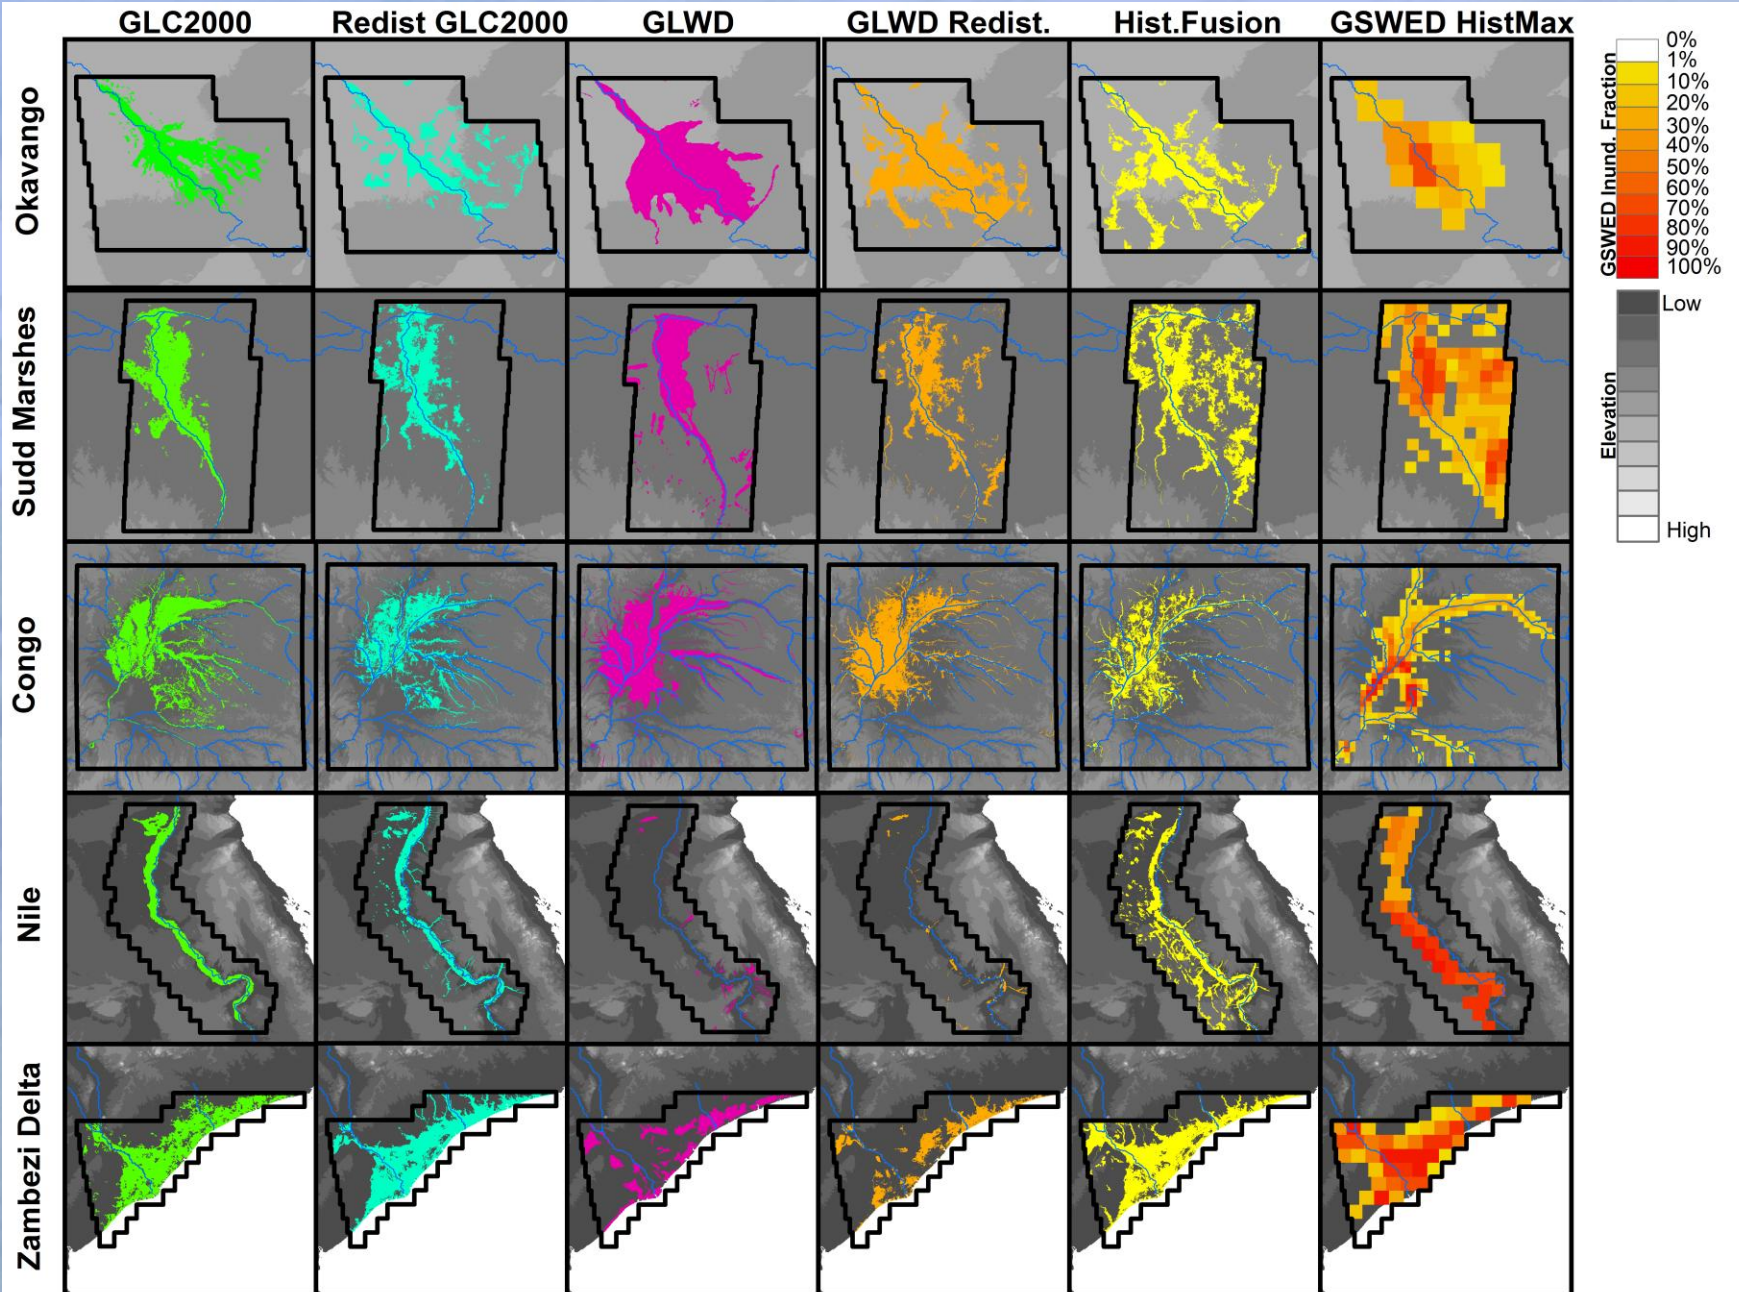 GLC2000 Redist GLC2000 GLWD GLWD Redist. Hist.Fusion GSWED HistMax
Okavango
Sudd Marshes
Congo
Nile
Zambezi Delta
GSWED Inund. Fraction
0%
1%
10%
20%
30%
40%
50%
60%
70%
80%
90%
100%
Elevation
Low
High